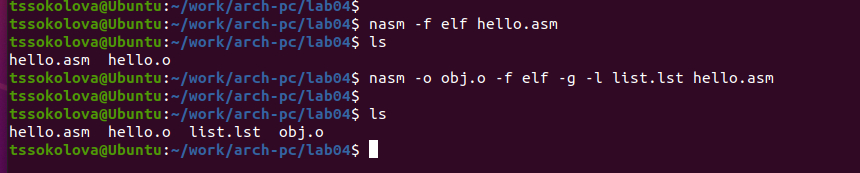 tssokolova@Ubuntu:~/work/arch-pc/lab04$
tssokolova@Ubuntu:~/work/arch-pc/lab04$ nasm -f elf hello.asm
tssokolova@Ubuntu:~/work/arch-pc/lab04$ ls
hello.asm  hello.o
tssokolova@Ubuntu:~/work/arch-pc/lab04$ nasm -o obj.o -f elf -g -l list.lst hello.asm
tssokolova@Ubuntu:~/work/arch-pc/lab04$
tssokolova@Ubuntu:~/work/arch-pc/lab04$ ls
hello.asm  hello.o  list.lst  obj.o
tssokolova@Ubuntu:~/work/arch-pc/lab04$